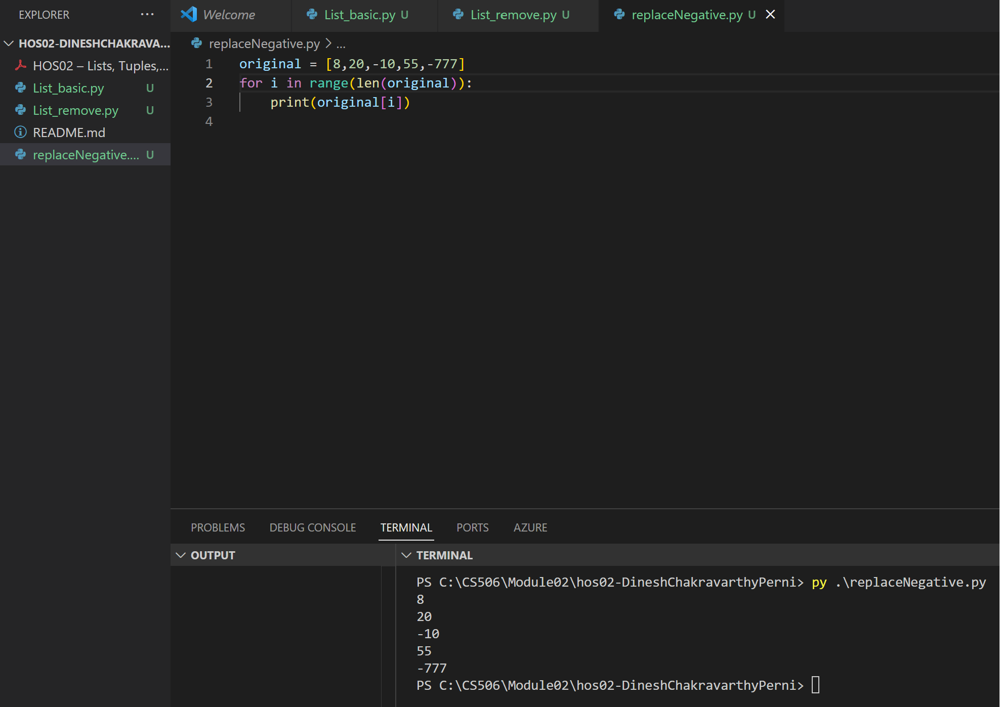 EXPLORER ...
HOS02-DINESHCHAKRAVA...
HOS02 – Lists, Tuples,...
List_basic.py U
List_remove.py U
README.md
replaceNegative.... U
Welcome List_basic.py U List_remove.py U replaceNegative.py U
replaceNegative.py > ...
1 original = [8,20,-10,55,-777]
2 for i in range(len(original)):
3 print(original[i])
4
PROBLEMS DEBUG CONSOLE TERMINAL PORTS AZURE
OUTPUT
TERMINAL
PS C:\CS506\Module02\hos02-DineshChakravarthyPerni> py .\replaceNegative.py
8
20
-10
55
-777
PS C:\CS506\Module02\hos02-DineshChakravarthyPerni>